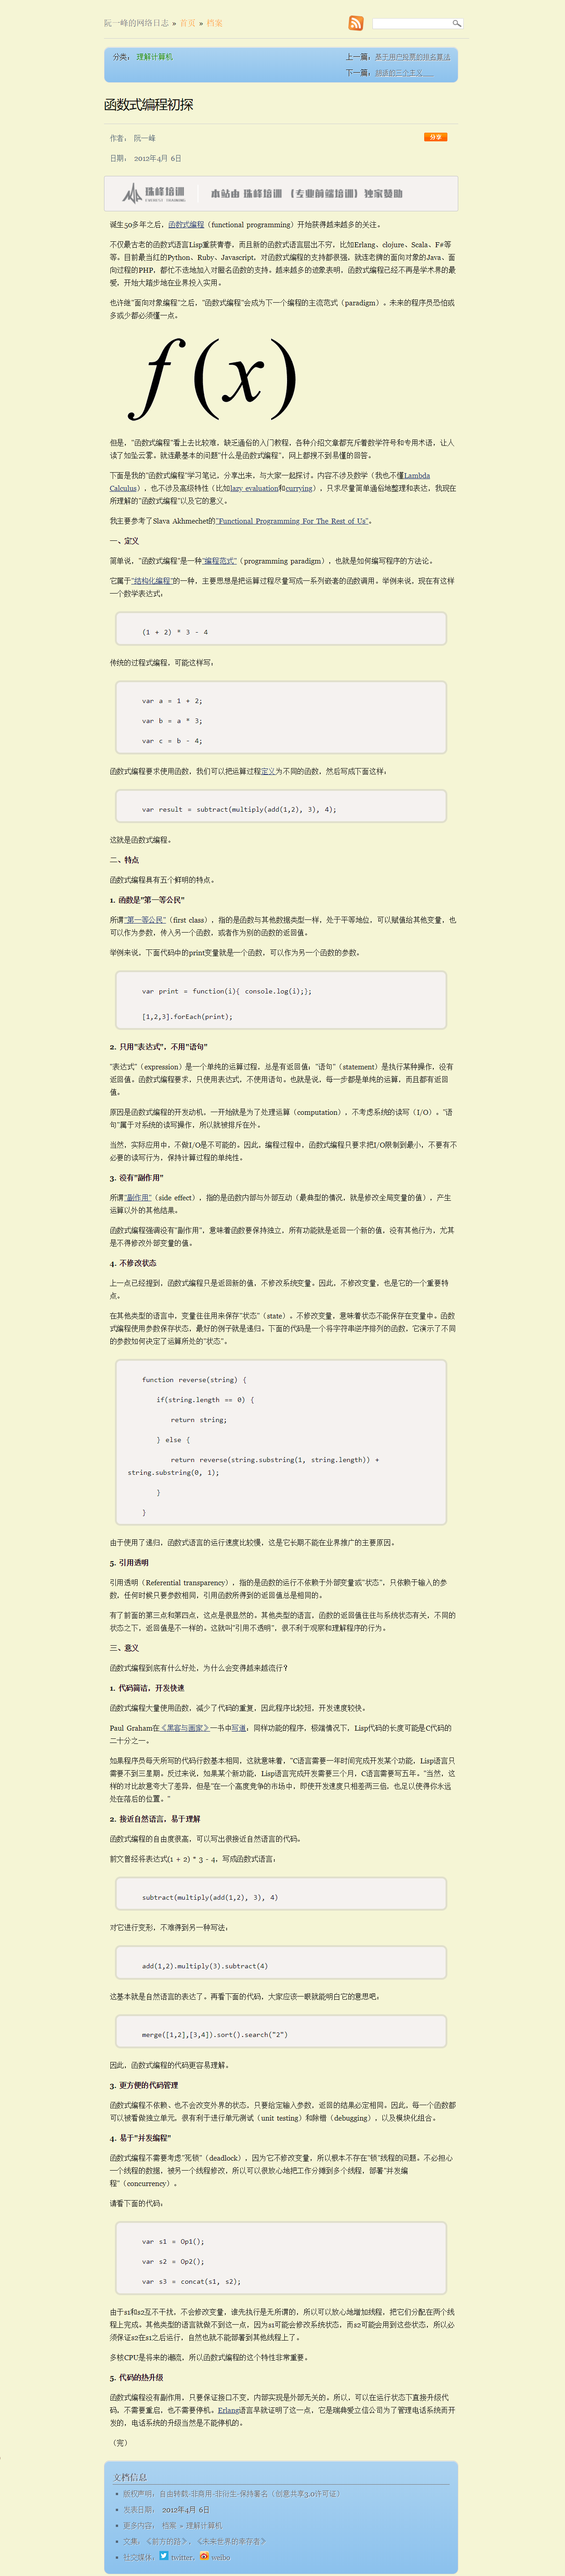 阮一峰的网络日志 » 首页 » 档案
分类： 理解计算机
上一篇：基于用户投票的排名算法
下一篇：
函数式编程初探
作者： 阮一峰
分享
日期： 2012年4月 6日
珠峰培训 本站由 珠峰培训 （专业前端培训）独家赞助
诞生50多年之后，函数式编程（functional programming）开始获得越来越多的关注。
不仅最古老的函数式语言Lisp重获青春，而且新的函数式语言层出不穷，比如Erlang、clojure、Scala、F#等
等。目前最当红的Python、Ruby、Javascript，对函数式编程的支持都很强，就连老牌的面向对象的Java、面
向过程的PHP，都忙不迭地加入对匿名函数的支持。越来越多的迹象表明，函数式编程已经不再是学术界的最
爱，开始大踏步地在业界投入实用。
也许继"面向对象编程"之后，"函数式编程"会成为下一个编程的主流范式（paradigm）。未来的程序员恐怕或
多或少都必须懂一点。
f(x)
但是，"函数式编程"看上去比较难，缺乏通俗的入门教程，各种介绍文章都充斥着数学符号和专用术语，让人
读了如坠云雾。就连最基本的问题"什么是函数式编程"，网上都搜不到易懂的回答。
下面是我的"函数式编程"学习笔记，分享出来，与大家一起探讨。内容不涉及数学（我也不懂Lambda
Calculus），也不涉及高级特性（比如lazy evaluation和currying），只求尽量简单通俗地整理和表达，我现在
所理解的"函数式编程"以及它的意义。
我主要参考了Slava Akhmechet的"Functional Programming For The Rest of Us"。
一、定义
简单说，"函数式编程"是一种"编程范式"（programming paradigm），也就是如何编写程序的方法论。
它属于"结构化编程"的一种，主要思想是把运算过程尽量写成一系列嵌套的函数调用。举例来说，现在有这样
一个数学表达式：
(1 + 2) * 3 - 4
传统的过程式编程，可能这样写：
var a = 1 + 2;
var b = a * 3;
var c = b - 4;
函数式编程要求使用函数，我们可以把运算过程定义为不同的函数，然后写成下面这样：
var result = subtract(multiply(add(1,2), 3), 4);
这就是函数式编程。
二、特点
函数式编程具有五个鲜明的特点。
1. 函数是"第一等公民"
所谓"第一等公民"（first class），指的是函数与其他数据类型一样，处于平等地位，可以赋值给其他变量，也
可以作为参数，传入另一个函数，或者作为别的函数的返回值。
举例来说，下面代码中的print变量就是一个函数，可以作为另一个函数的参数。
var print = function(i){ console.log(i);};
[1,2,3].forEach(print);
2. 只用"表达式"，不用"语句"
"表达式"（expression）是一个单纯的运算过程，总是有返回值；"语句"（statement）是执行某种操作，没有
返回值。函数式编程要求，只使用表达式，不使用语句。也就是说，每一步都是单纯的运算，而且都有返回
值。
原因是函数式编程的开发动机，一开始就是为了处理运算（computation），不考虑系统的读写（I/O）。"语
句"属于对系统的读写操作，所以就被排斥在外。
当然，实际应用中，不做I/O是不可能的。因此，编程过程中，函数式编程只要求把I/O限制到最小，不要有不
必要的读写行为，保持计算过程的单纯性。
3. 没有"副作用"
所谓"副作用"（side effect），指的是函数内部与外部互动（最典型的情况，就是修改全局变量的值），产生
运算以外的其他结果。
函数式编程强调没有"副作用"，意味着函数要保持独立，所有功能就是返回一个新的值，没有其他行为，尤其
是不得修改外部变量的值。
4. 不修改状态
上一点已经提到，函数式编程只是返回新的值，不修改系统变量。因此，不修改变量，也是它的一个重要特
点。
在其他类型的语言中，变量往往用来保存"状态"（state）。不修改变量，意味着状态不能保存在变量中。函数
式编程使用参数保存状态，最好的例子就是递归。下面的代码是一个将字符串逆序排列的函数，它演示了不同
的参数如何决定了运算所处的"状态"。
function reverse(string) {
if(string.length == 0) {
return string;
} else {
return reverse(string.substring(1, string.length)) +
string.substring(0, 1);
}
}
由于使用了递归，函数式语言的运行速度比较慢，这是它长期不能在业界推广的主要原因。
5. 引用透明
引用透明（Referential transparency），指的是函数的运行不依赖于外部变量或"状态"，只依赖于输入的参
数，任何时候只要参数相同，引用函数所得到的返回值总是相同的。
有了前面的第三点和第四点，这点是很显然的。其他类型的语言，函数的返回值往往与系统状态有关，不同的
状态之下，返回值是不一样的。这就叫"引用不透明"，很不利于观察和理解程序的行为。
三、意义
函数式编程到底有什么好处，为什么会变得越来越流行？
1. 代码简洁，开发快速
函数式编程大量使用函数，减少了代码的重复，因此程序比较短，开发速度较快。
Paul Graham在《黑客与画家》一书中写道：同样功能的程序，极端情况下，Lisp代码的长度可能是C代码的
二十分之一。
如果程序员每天所写的代码行数基本相同，这就意味着，"C语言需要一年时间完成开发某个功能，Lisp语言只
需要不到三星期。反过来说，如果某个新功能，Lisp语言完成开发需要三个月，C语言需要写五年。"当然，这
样的对比故意夸大了差异，但是"在一个高度竞争的市场中，即使开发速度只相差两三倍，也足以使得你永远
处在落后的位置。"
2. 接近自然语言，易于理解
函数式编程的自由度很高，可以写出很接近自然语言的代码。
前文曾经将表达式(1 + 2) * 3 - 4，写成函数式语言：
subtract(multiply(add(1,2), 3), 4)
对它进行变形，不难得到另一种写法：
add(1,2).multiply(3).subtract(4)
这基本就是自然语言的表达了。再看下面的代码，大家应该一眼就能明白它的意思吧：
merge([1,2],[3,4]).sort().search("2")
因此，函数式编程的代码更容易理解。
3. 更方便的代码管理
函数式编程不依赖、也不会改变外界的状态，只要给定输入参数，返回的结果必定相同。因此，每一个函数都
可以被看做独立单元，很有利于进行单元测试（unit testing）和除错（debugging），以及模块化组合。
4. 易于"并发编程"
函数式编程不需要考虑"死锁"（deadlock），因为它不修改变量，所以根本不存在"锁"线程的问题。不必担心
一个线程的数据，被另一个线程修改，所以可以很放心地把工作分摊到多个线程，部署"并发编
程"（concurrency）。
请看下面的代码：
var s1 = Op1();
var s2 = Op2();
var s3 = concat(s1, s2);
由于s1和s2互不干扰，不会修改变量，谁先执行是无所谓的，所以可以放心地增加线程，把它们分配在两个线
程上完成。其他类型的语言就做不到这一点，因为s1可能会修改系统状态，而s2可能会用到这些状态，所以必
须保证s2在s1之后运行，自然也就不能部署到其他线程上了。
多核CPU是将来的潮流，所以函数式编程的这个特性非常重要。
5. 代码的热升级
函数式编程没有副作用，只要保证接口不变，内部实现是外部无关的。所以，可以在运行状态下直接升级代
码，不需要重启，也不需要停机。Erlang语言早就证明了这一点，它是瑞典爱立信公司为了管理电话系统而开
发的，电话系统的升级当然是不能停机的。
（完）
文档信息
版权声明：自由转载-非商用-非衍生-保持署名（创意共享3.0许可证）
发表日期： 2012年4月 6日
更多内容： 档案 » 理解计算机
文集：《前方的路》，《未来世界的幸存者》
社交媒体： twitter， weibo